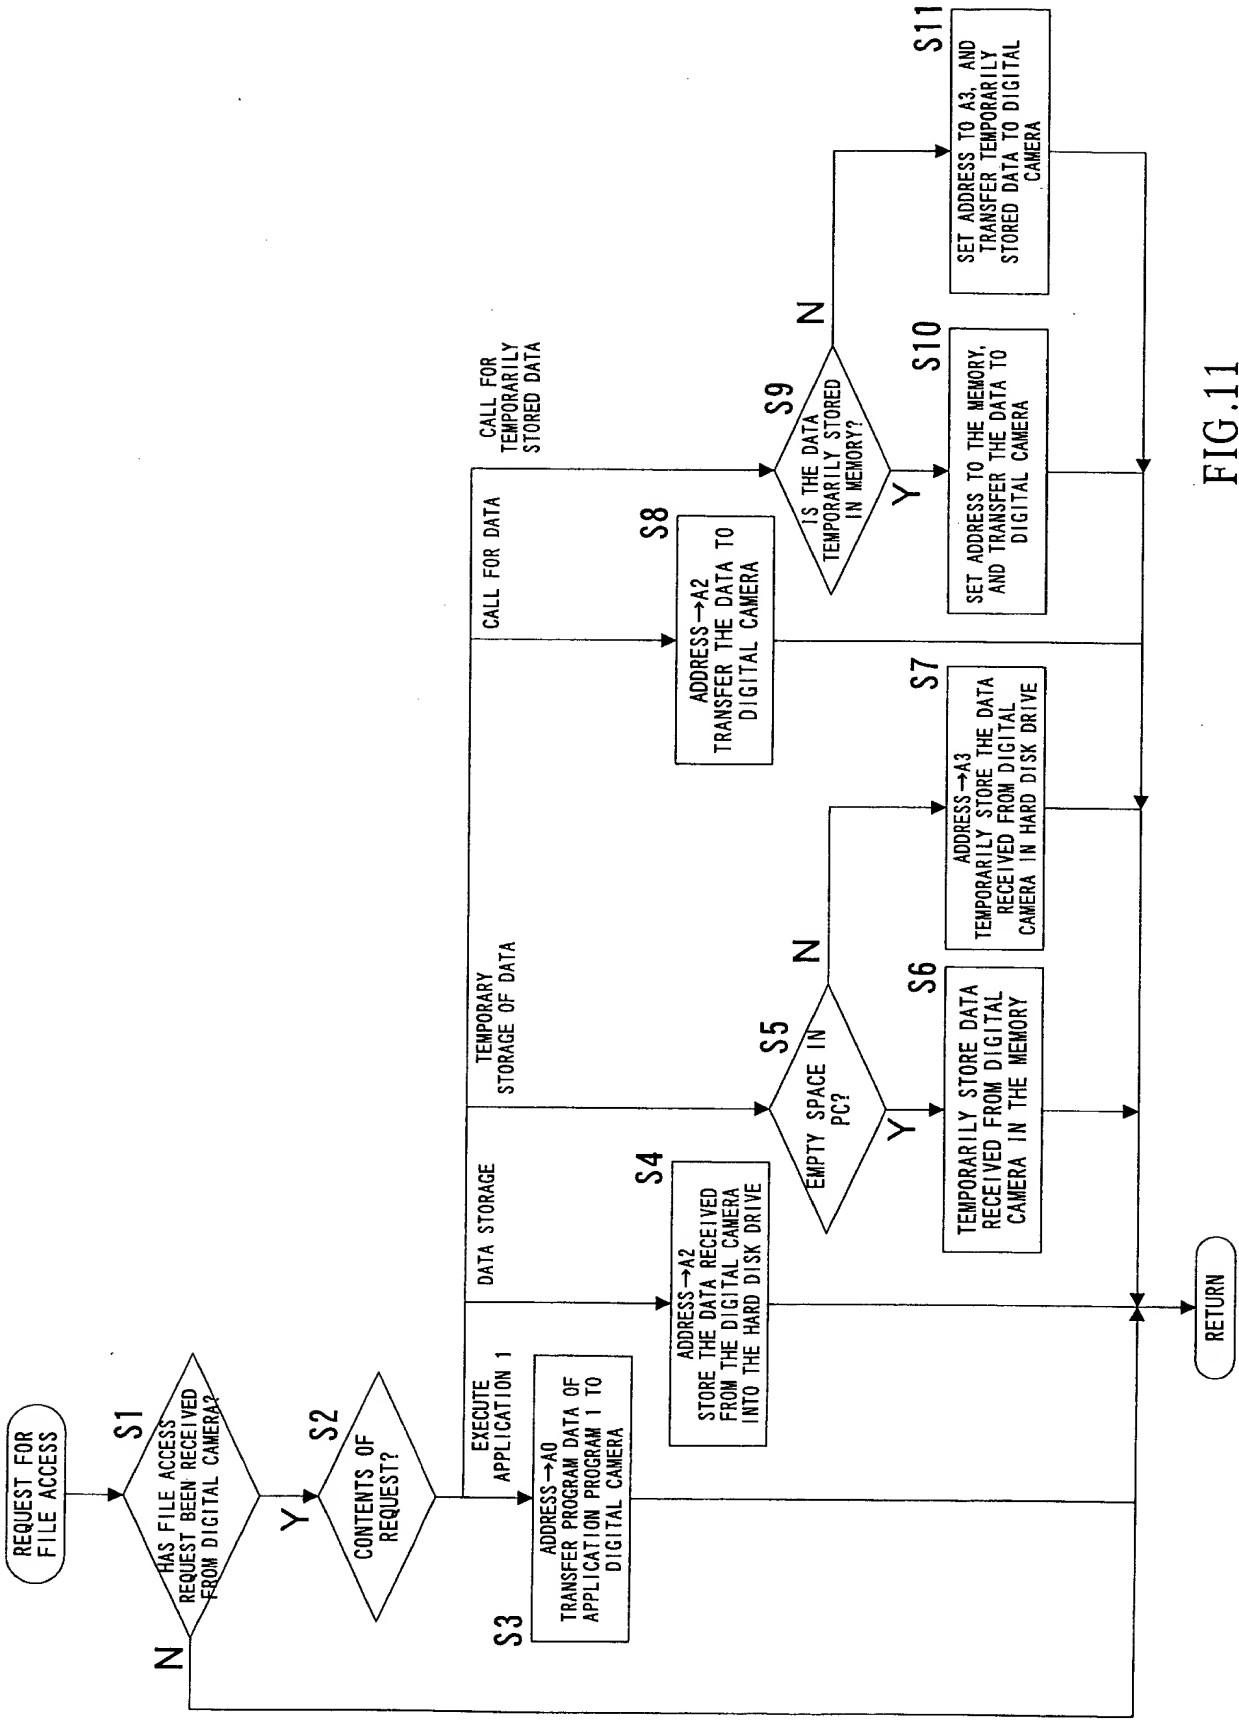 REQUEST FOR
FILE ACCESS
S1
HAS FILE ACCESS
REQUEST BEEN RECEIVED
FROM DIGITAL CAMERA?
N
Y
S2
CONTENTS OF
REQUEST?
EXECUTE
APPLICATION 1
S3
ADDRESS→A0
TRANSFER PROGRAM DATA OF
APPLICATION PROGRAM 1 TO
DIGITAL CAMERA
DATA STORAGE
S4
ADDRESS→A2
STORE THE DATA RECEIVED
FROM THE DIGITAL CAMERA
INTO THE HARD DISK DRIVE
TEMPORARY
STORAGE OF DATA
S5
EMPTY SPACE IN
PC?
N
Y
S6
TEMPORARILY STORE DATA
RECEIVED FROM DIGITAL
CAMERA IN THE MEMORY
S7
ADDRESS→A3
TEMPORARILY STORE THE DATA
RECEIVED FROM DIGITAL
CAMERA IN HARD DISK DRIVE
CALL FOR DATA
S8
ADDRESS→A2
TRANSFER THE DATA TO
DIGITAL CAMERA
CALL FOR
TEMPORARILY
STORED DATA
S9
IS THE DATA
TEMPORARILY STORED
IN MEMORY?
N
Y
S10
SET ADDRESS TO THE MEMORY,
AND TRANSFER THE DATA TO
DIGITAL CAMERA
S11
SET ADDRESS TO A3, AND
TRANSFER TEMPORARILY
STORED DATA TO DIGITAL
CAMERA
RETURN
FIG.11